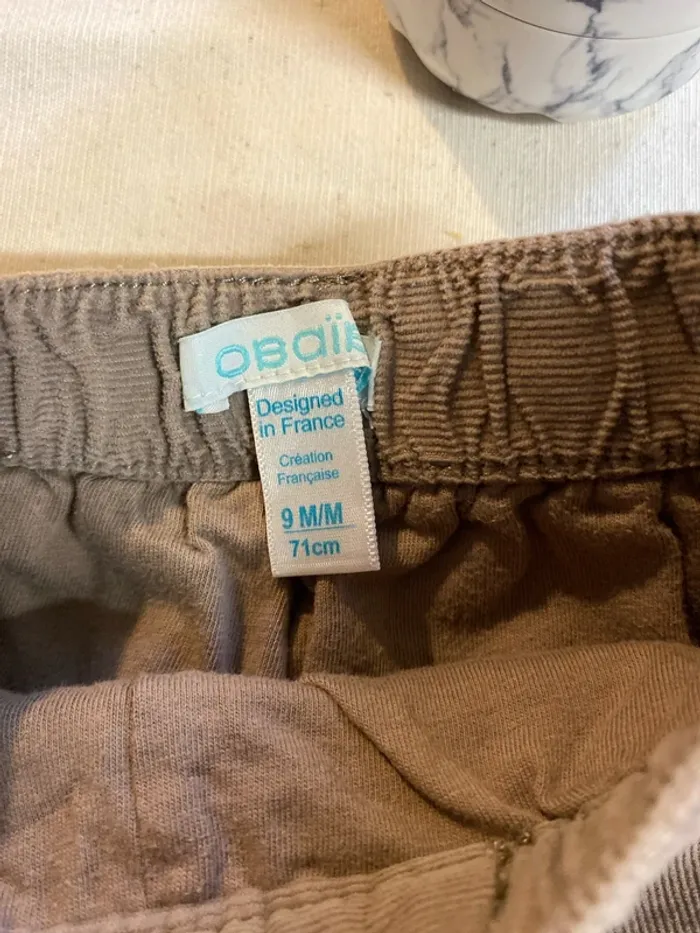 OBAÏBI
Designed
in France
Création
Française
9 M/M
71cm